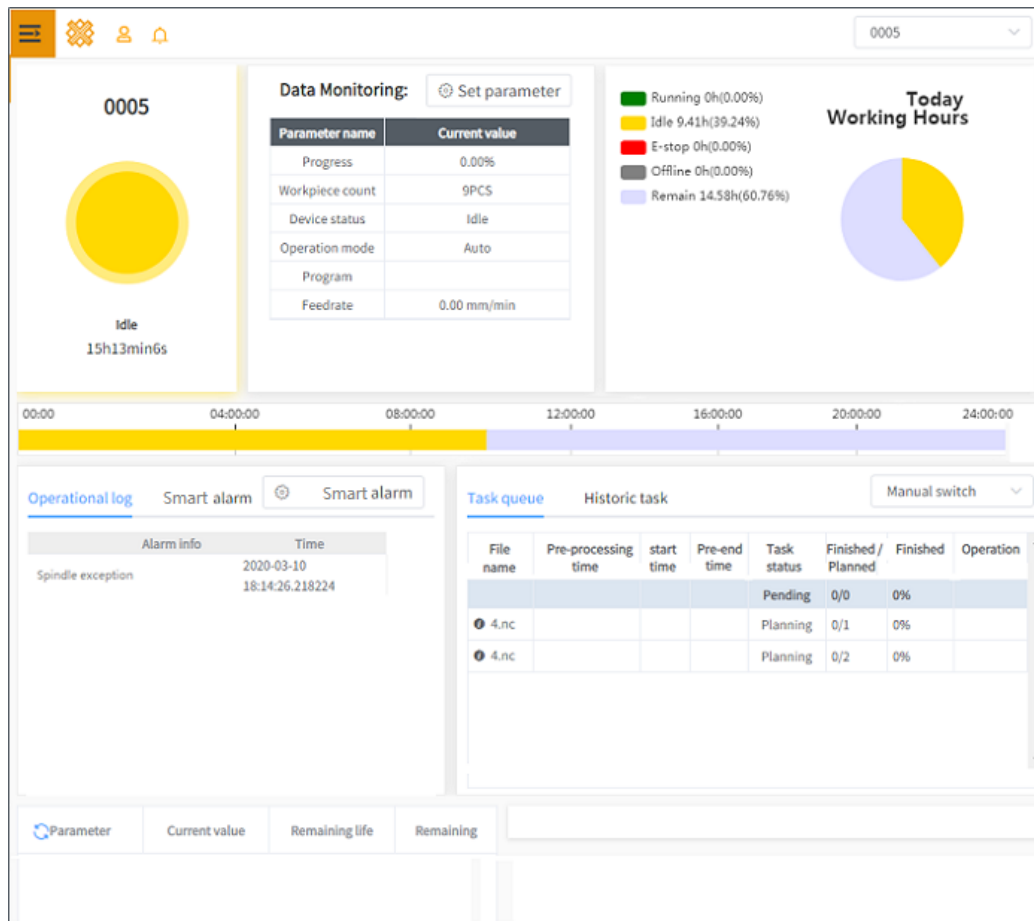 0005
0005
Idle
15h13min6s
Data Monitoring:
Set parameter
Parameter name Current value
Progress 0.00%
Workpiece count 9PCS
Device status Idle
Operation mode Auto
Program
Feedrate 0.00 mm/min
Running 0h(0.00%)
Idle 9.41h(39.24%)
E-stop 0h(0.00%)
Offline 0h(0.00%)
Remain 14.58h(60.76%)
Today
Working Hours
00:00 04:00:00 08:00:00 12:00:00 16:00:00 20:00:00 24:00:00
Operational log Smart alarm Smart alarm
Alarm info Time
Spindle exception
2020-03-10
18:14:26.218224
Task queue Historic task Manual switch
File Pre-processing start Pre-end Task Finished / Finished Operation
name time time time status Planned
Pending 0/0 0%
4.nc Planning 0/1 0%
4.nc Planning 0/2 0%
Parameter Current value Remaining life Remaining